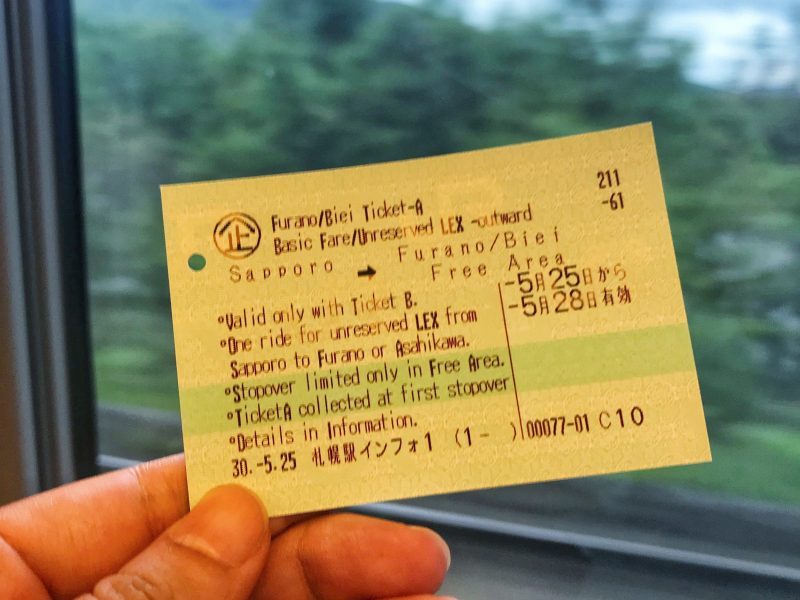 211
企 Furano/Biei Ticket-A
-61
Basic Fare/Unreserved LEX -outward
Sapporo → Furano/Biei
Free Area
-5月25日から
-5月28日有効
°Valid only with Ticket B.
°One ride for unreserved LEX from
Sapporo to Furano or Asahikawa.
°Stopover limited only in Free Area.
°TicketA collected at first stopover
°Details in Information.
30.-5.25 札幌駅インフォ1 (1- )00077-01 C10